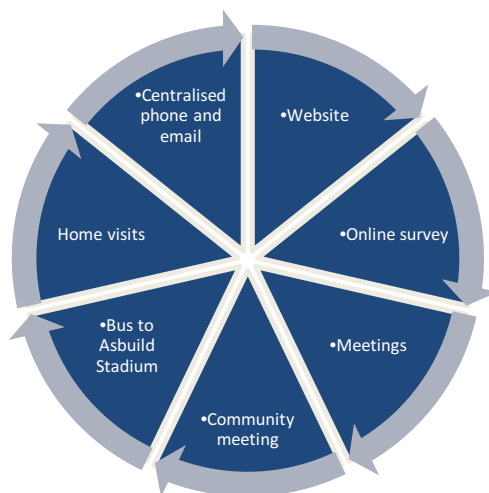 •Website
•Online survey
•Meetings
•Community
meeting
•Bus to
Asbuild
Stadium
Home visits
•Centralised
phone and
email